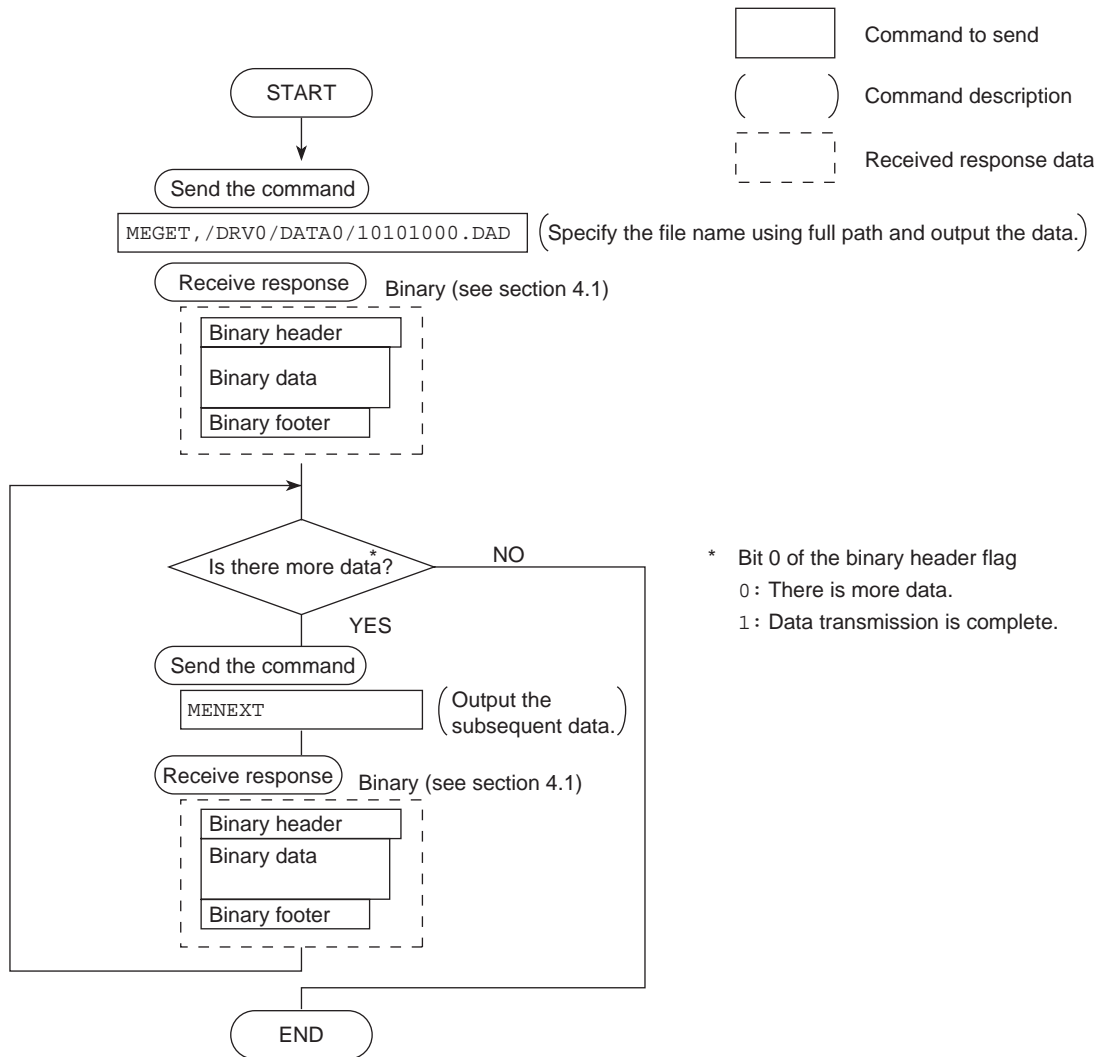 Command to send
START
Command description
Received response data
Send the command
MEGET,/DRV0/DATA0/10101000.DAD
(Specify the file name using full path and output the data.)
Receive response
Binary (see section 4.1)
Binary header
Binary data
Binary footer
Is there more data?*
NO
* Bit 0 of the binary header flag
0: There is more data.
1: Data transmission is complete.
YES
Send the command
MENEXT
(Output the
subsequent data.)
Receive response
Binary (see section 4.1)
Binary header
Binary data
Binary footer
END